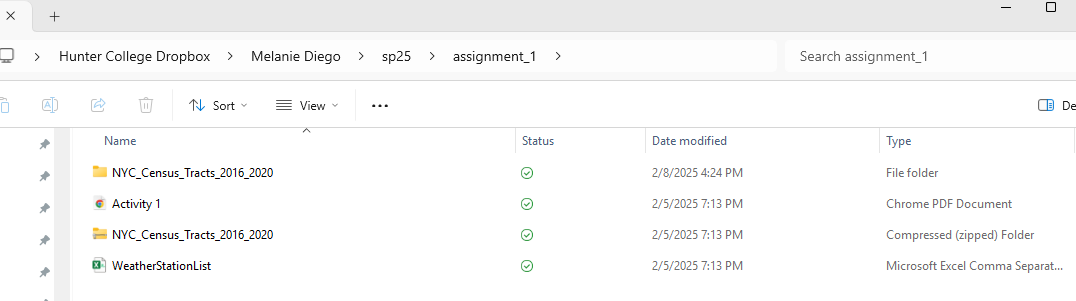 Hunter College Dropbox > Melanie Diego > sp25 > assignment_1 >
Search assignment_1
Sort
View
De
Name Status Date modified Type
NYC_Census_Tracts_2016_2020 2/8/2025 4:24 PM File folder
Activity 1 2/5/2025 7:13 PM Chrome PDF Document
NYC_Census_Tracts_2016_2020 2/5/2025 7:13 PM Compressed (zipped) Folder
WeatherStationList 2/5/2025 7:13 PM Microsoft Excel Comma Separat...